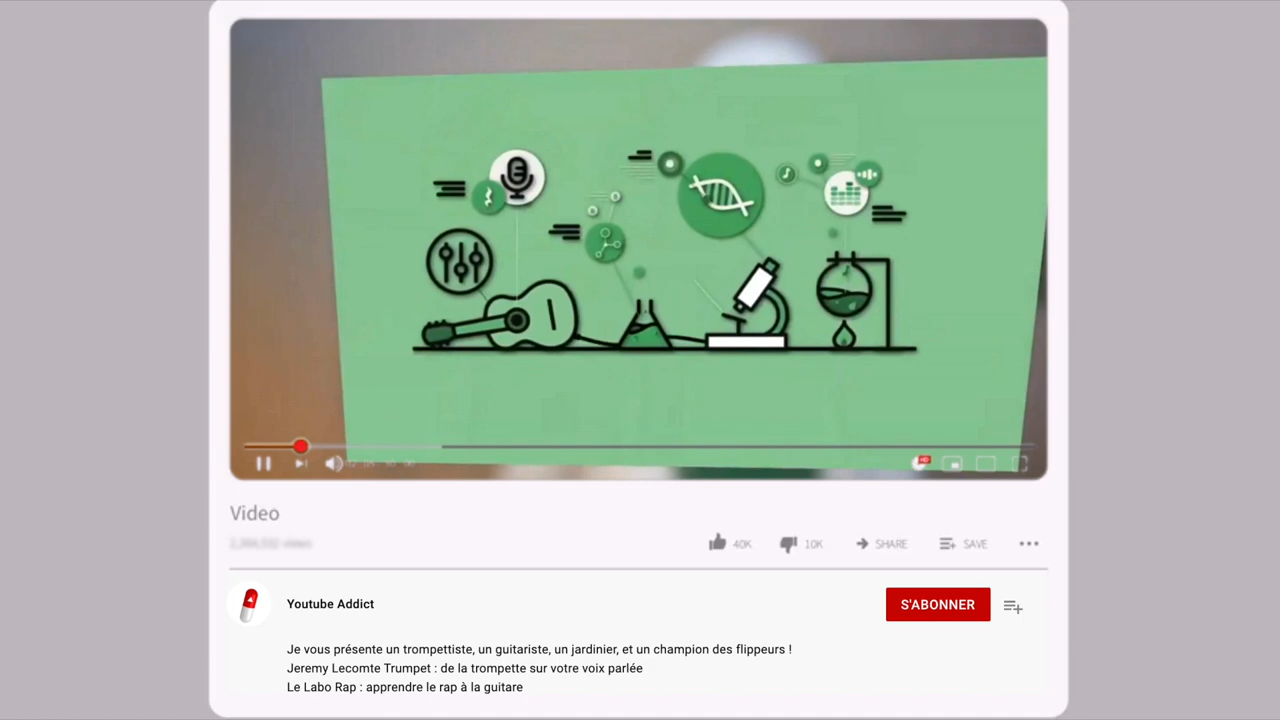 HD
Video
40K
10K
SHARE
SAVE
Youtube Addict
S'ABONNER
Je vous présente un trompettiste, un guitariste, un jardinier, et un champion des flippeurs !
Jeremy Lecomte Trumpet : de la trompette sur votre voix parlée
Le Labo Rap : apprendre le rap à la guitare